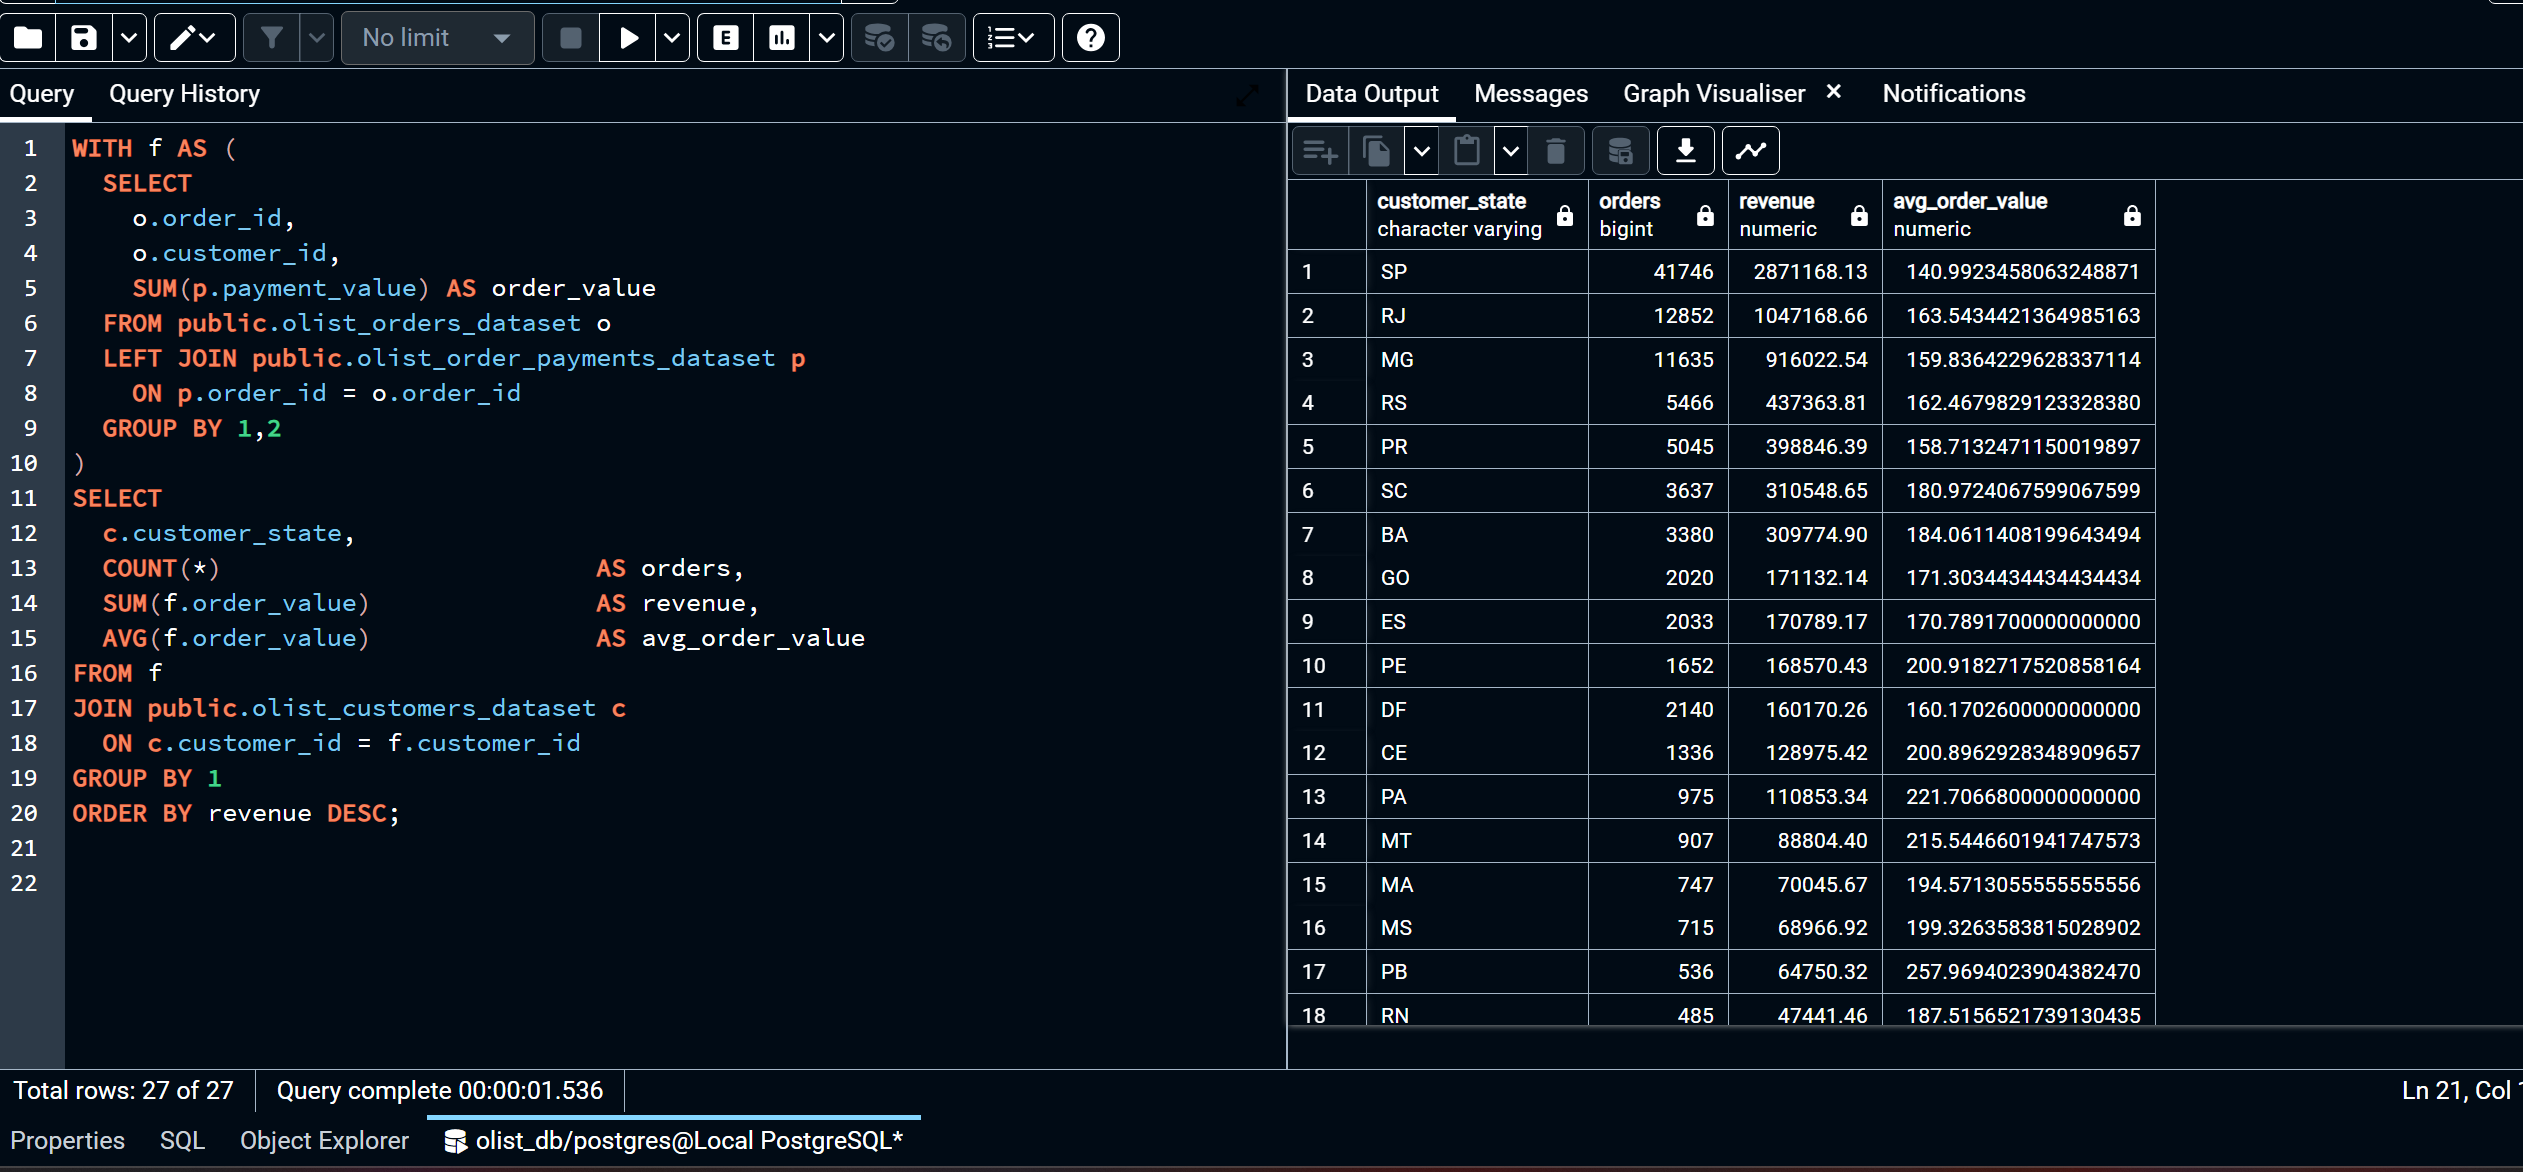 No limit
E
Query Query History
Data Output Messages Graph Visualiser × Notifications
1 WITH f AS (
2 SELECT
3 o.order_id,
4 o.customer_id,
5 SUM(p.payment_value) AS order_value
6 FROM public.olist_orders_dataset o
7 LEFT JOIN public.olist_order_payments_dataset p
8 ON p.order_id = o.order_id
9 GROUP BY 1,2
10 )
11 SELECT
12 c.customer_state,
13 COUNT(*) AS orders,
14 SUM(f.order_value) AS revenue,
15 AVG(f.order_value) AS avg_order_value
16 FROM f
17 JOIN public.olist_customers_dataset c
18 ON c.customer_id = f.customer_id
19 GROUP BY 1
20 ORDER BY revenue DESC;
21
22
customer_state orders revenue avg_order_value
character varying bigint numeric numeric
1 SP 41746 2871168.13 140.9923458063248871
2 RJ 12852 1047168.66 163.5434421364985163
3 MG 11635 916022.54 159.8364229628337114
4 RS 5466 437363.81 162.4679829123328380
5 PR 5045 398846.39 158.7132471150019897
6 SC 3637 310548.65 180.9724067599067599
7 BA 3380 309774.90 184.0611408199643494
8 GO 2020 171132.14 171.3034434434434434
9 ES 2033 170789.17 170.7891700000000000
10 PE 1652 168570.43 200.9182717520858164
11 DF 2140 160170.26 160.1702600000000000
12 CE 1336 128975.42 200.8962928348909657
13 PA 975 110853.34 221.7066800000000000
14 MT 907 88804.40 215.5446601941747573
15 MA 747 70045.67 194.5713055555555556
16 MS 715 68966.92 199.3263583815028902
17 PB 536 64750.32 257.9694023904382470
18 RN 485 47441.46 187.5156521739130435
Total rows: 27 of 27 Query complete 00:00:01.536
Ln 21, Col
Properties SQL Object Explorer olist_db/postgres@Local PostgreSQL*